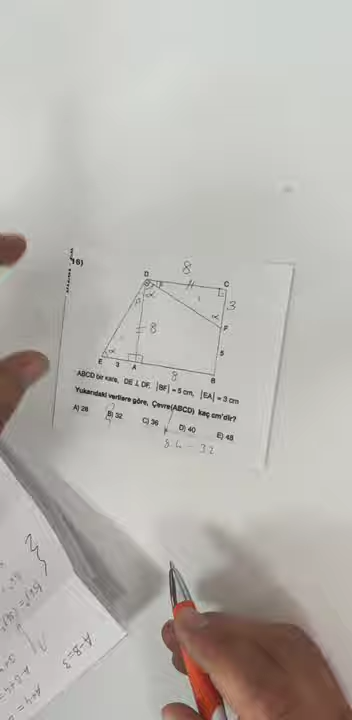 16)
8
D
C
α
3
α
F
8
5
α
E
3
A
8
B
ABCD bir kare, DE ⊥ DF, |BF| = 5 cm, |EA| = 3 cm
Yukarıdaki verilere göre, Çevre(ABCD) kaç cm'dir?
A) 28 B) 32 C) 36 D) 40 E) 48
8.4 = 32
A-B=3